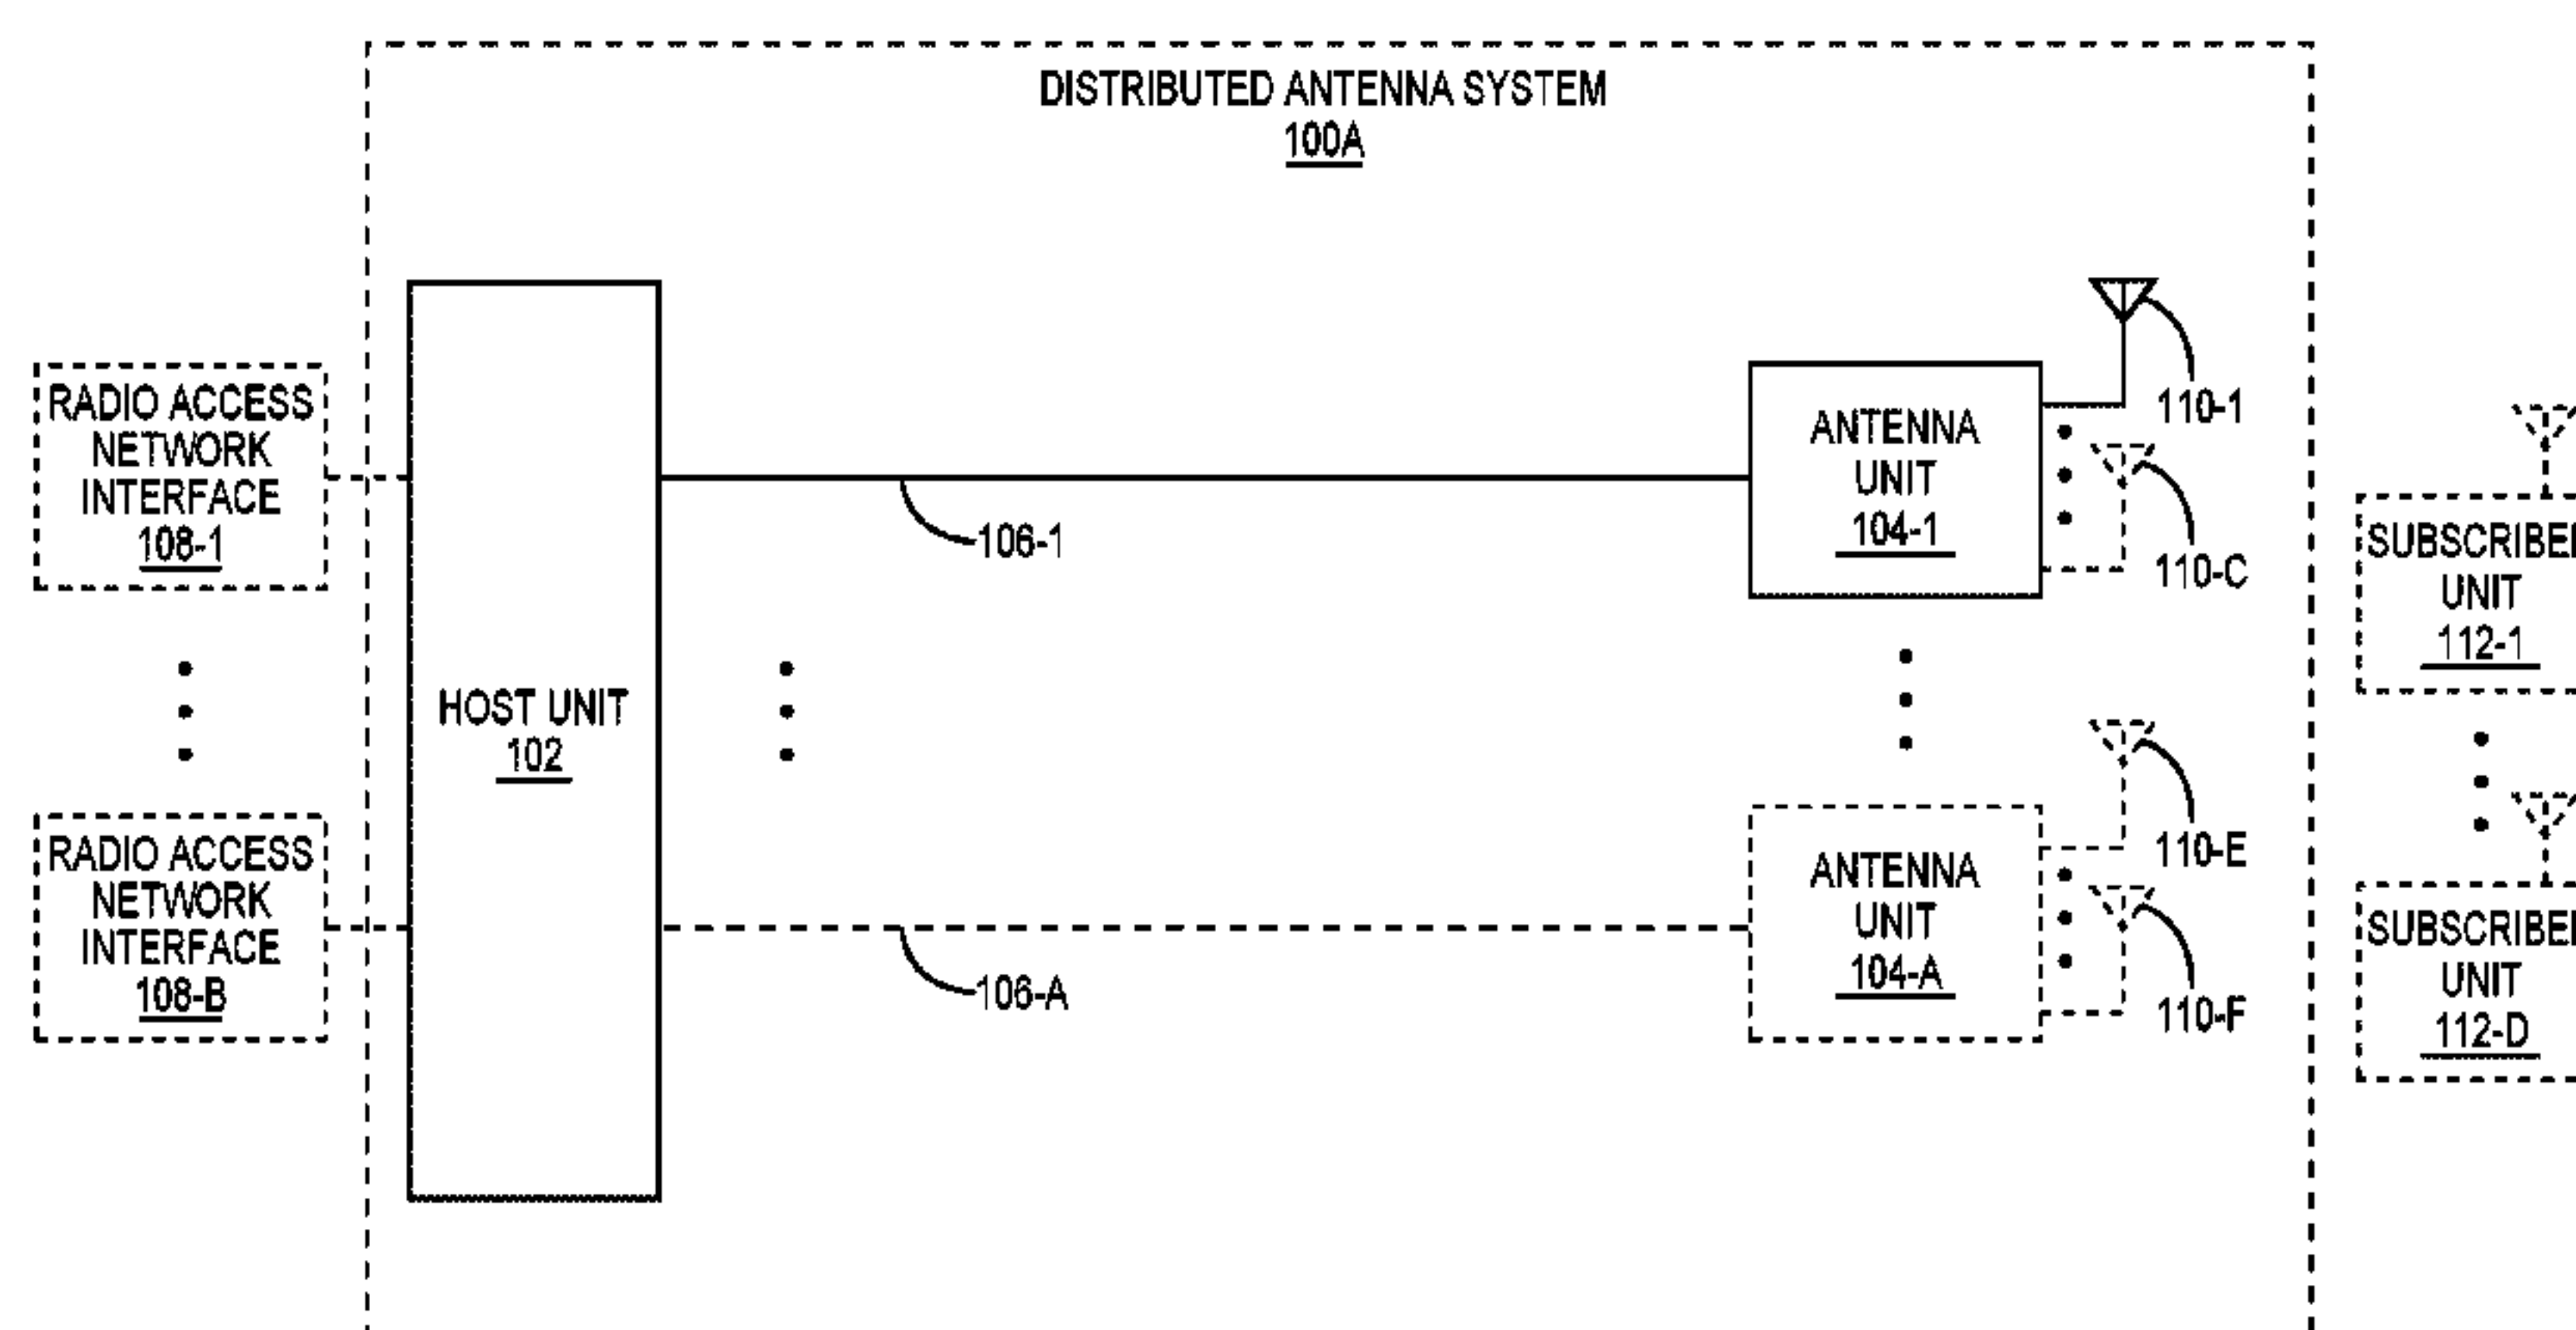 DISTRIBUTED ANTENNA SYSTEM
100A
RADIO ACCESS
NETWORK
INTERFACE
108-1
RADIO ACCESS
NETWORK
INTERFACE
108-B
HOST UNIT
102
106-1
106-A
ANTENNA
UNIT
104-1
110-1
110-C
ANTENNA
UNIT
104-A
110-E
110-F
SUBSCRIBE
UNIT
112-1
SUBSCRIBE
UNIT
112-D